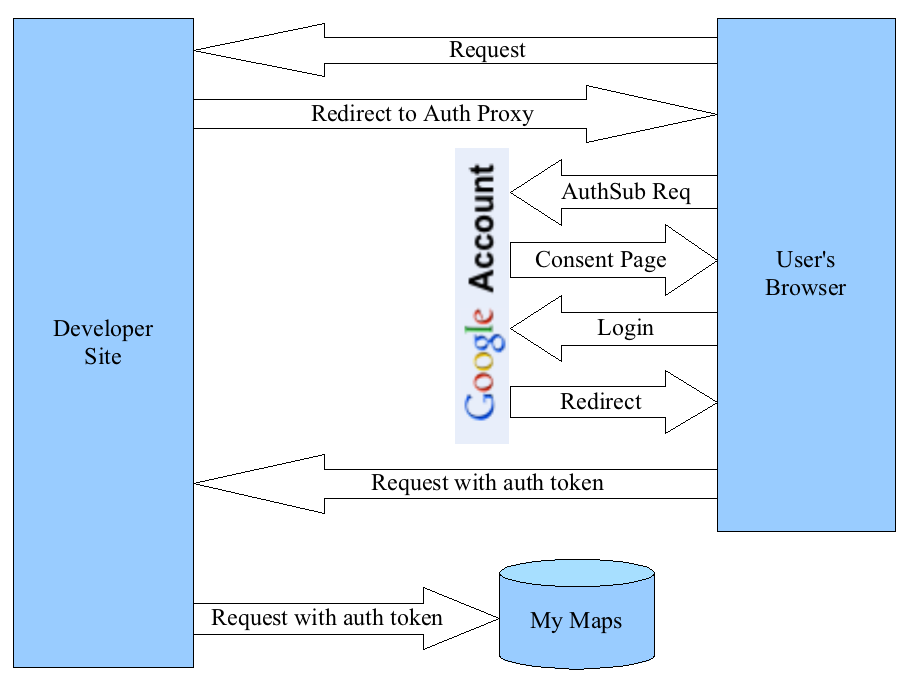 Request
Redirect to Auth Proxy
AuthSub Req
Consent Page
Login
Redirect
Google Account
User's
Browser
Developer
Site
Request with auth token
Request with auth token
My Maps